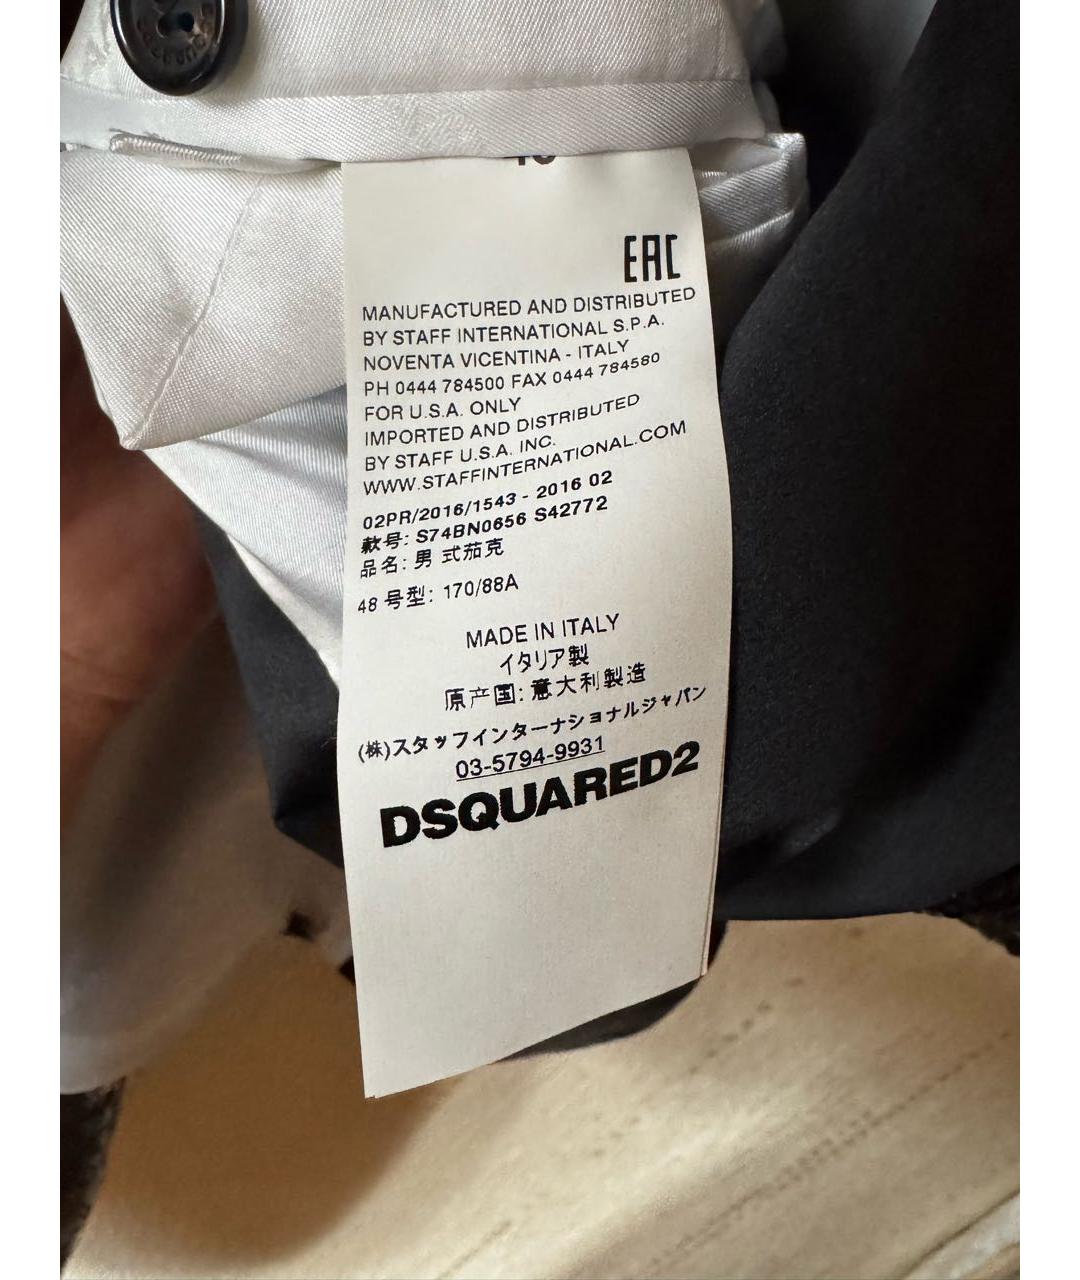 EAC
MANUFACTURED AND DISTRIBUTED
BY STAFF INTERNATIONAL S.P.A.
NOVENTA VICENTINA - ITALY
PH 0444 784500 FAX 0444 784580
FOR U.S.A. ONLY
IMPORTED AND DISTRIBUTED
BY STAFF U.S.A. INC.
WWW.STAFFINTERNATIONAL.COM
02PR/2016/1543 - 2016 02
款号: S74BN0656 S42772
品名: 男 式茄克
48 号型: 170/88A
MADE IN ITALY
イタリア製
原产国: 意大利製造
(株)スタッフインターナショナルジャパン
03-5794-9931
DSQUARED2